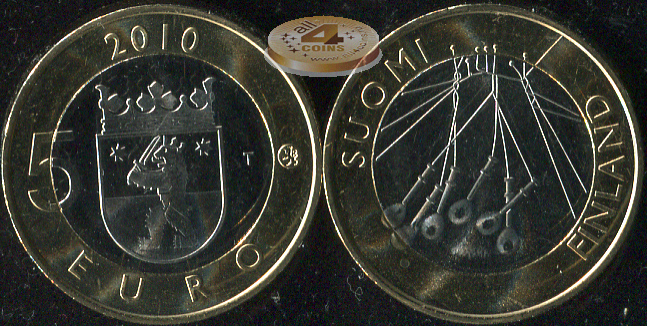 2010
5
T
EURO
all
4
COINS
SUOMI
FINLAND